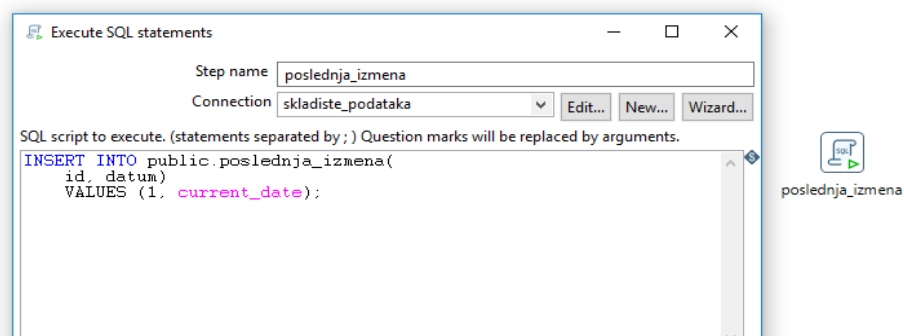 Execute SQL statements
Step name poslednja_izmena
Connection skladiste_podataka Edit... New... Wizard...
SQL script to execute. (statements separated by ; ) Question marks will be replaced by arguments.
INSERT INTO public.poslednja_izmena(
id, datum)
VALUES (1, current_date);
SQL
poslednja_izmena